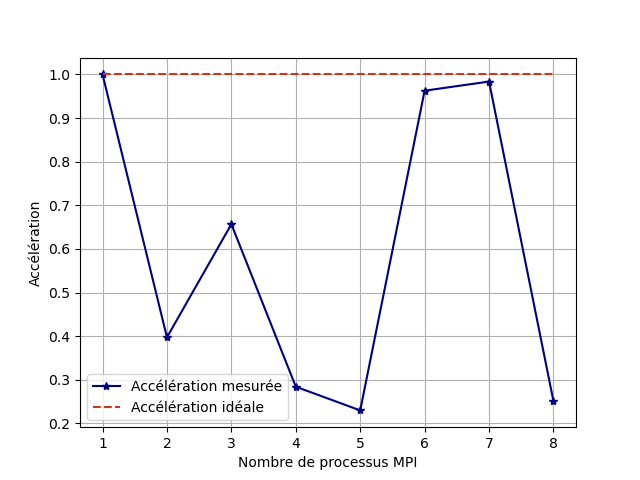 1.0
0.9
0.8
0.7
0.6
0.5
0.4
0.3
0.2
Accélération
Accélération mesurée
Accélération idéale
1 2 3 4 5 6 7 8
Nombre de processus MPI